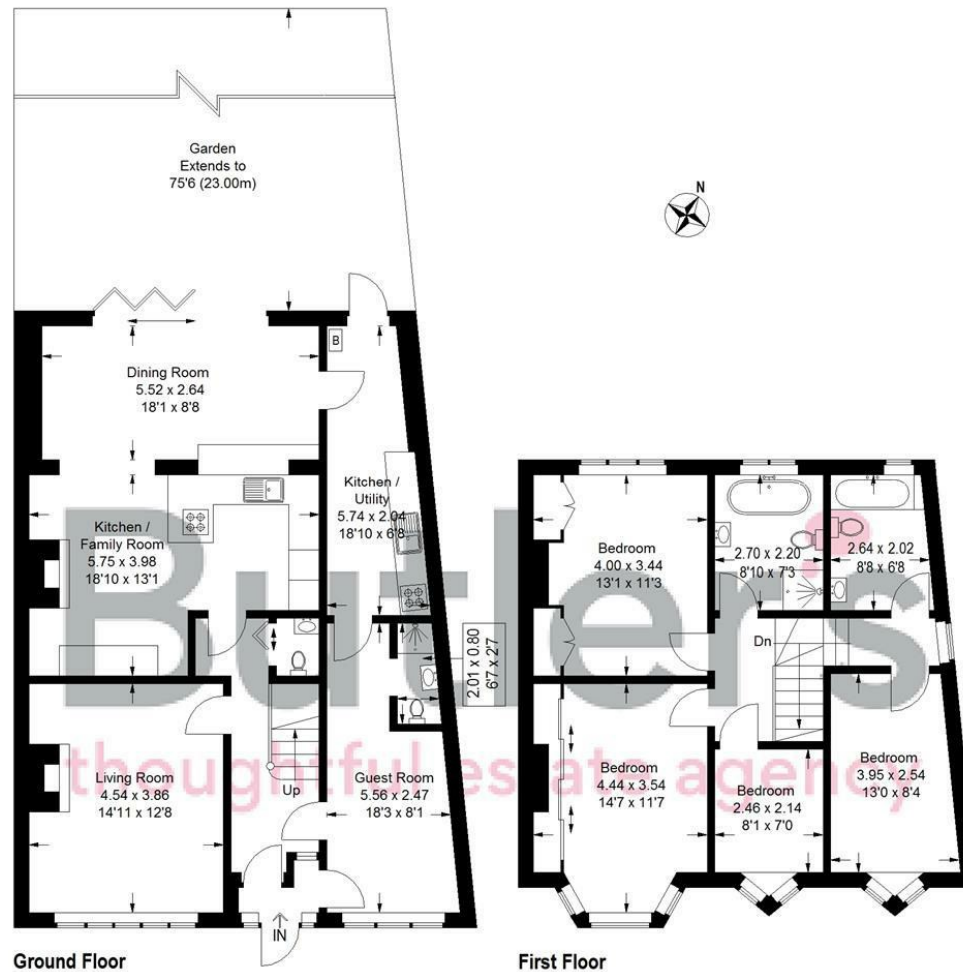 Garden
Extends to
75'6 (23.00m)
N
B
Dining Room
5.52 x 2.64
18'1 x 8'8
Kitchen /
Utility
5.74 x 2.04
18'10 x 6'8
Kitchen /
Family Room
5.75 x 3.98
18'10 x 13'1
2.01 x 0.80
6'7 x 2'7
Living Room
4.54 x 3.86
14'11 x 12'8
Up
Guest Room
5.56 x 2.47
18'3 x 8'1
IN
Ground Floor
Bedroom
4.00 x 3.44
13'1 x 11'3
2.70 x 2.20
8'10 x 7'3
2.64 x 2.02
8'8 x 6'8
Dn
Bedroom
4.44 x 3.54
14'7 x 11'7
Bedroom
2.46 x 2.14
8'1 x 7'0
Bedroom
3.95 x 2.54
13'0 x 8'4
First Floor
Butlers
thoughtful estate agency